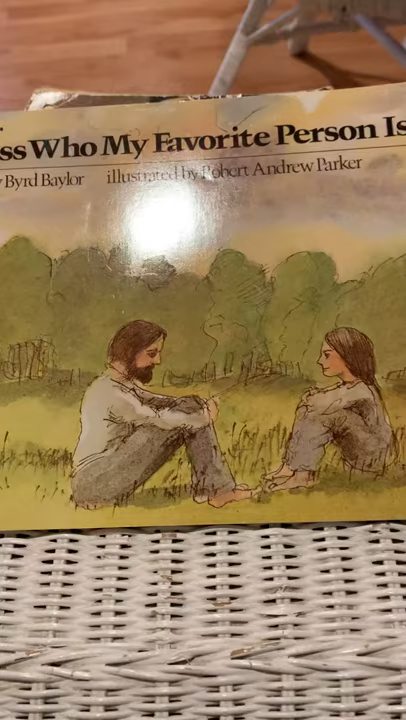 ss Who My Favorite Person Is
y Byrd Baylor illustrated by Robert Andrew Parker